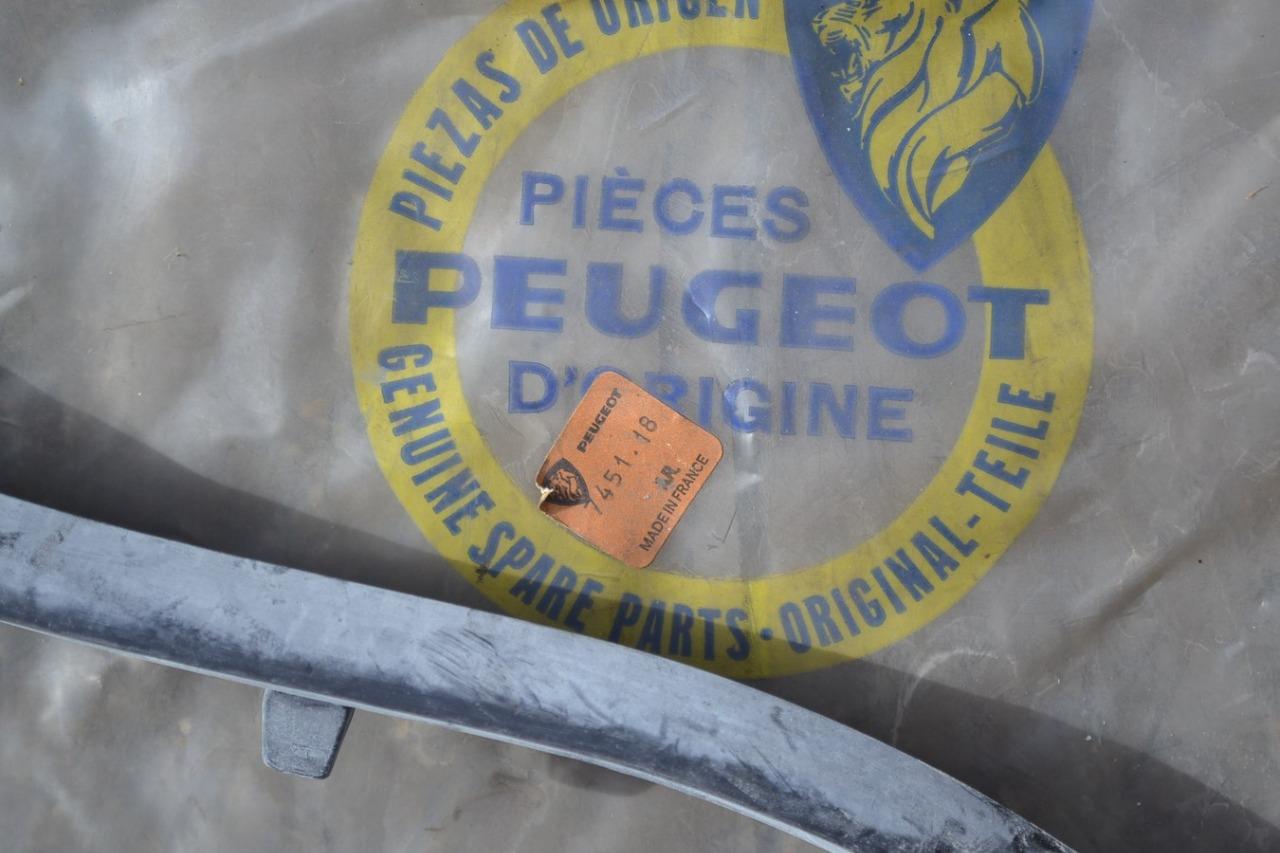 PIEZAS DE ORIGEN
PIÈCES
PEUGEOT
D'ORIGINE
GENUINE SPARE PARTS · ORIGINAL-TEILE
PEUGEOT
7451.18
MADE IN FRANCE